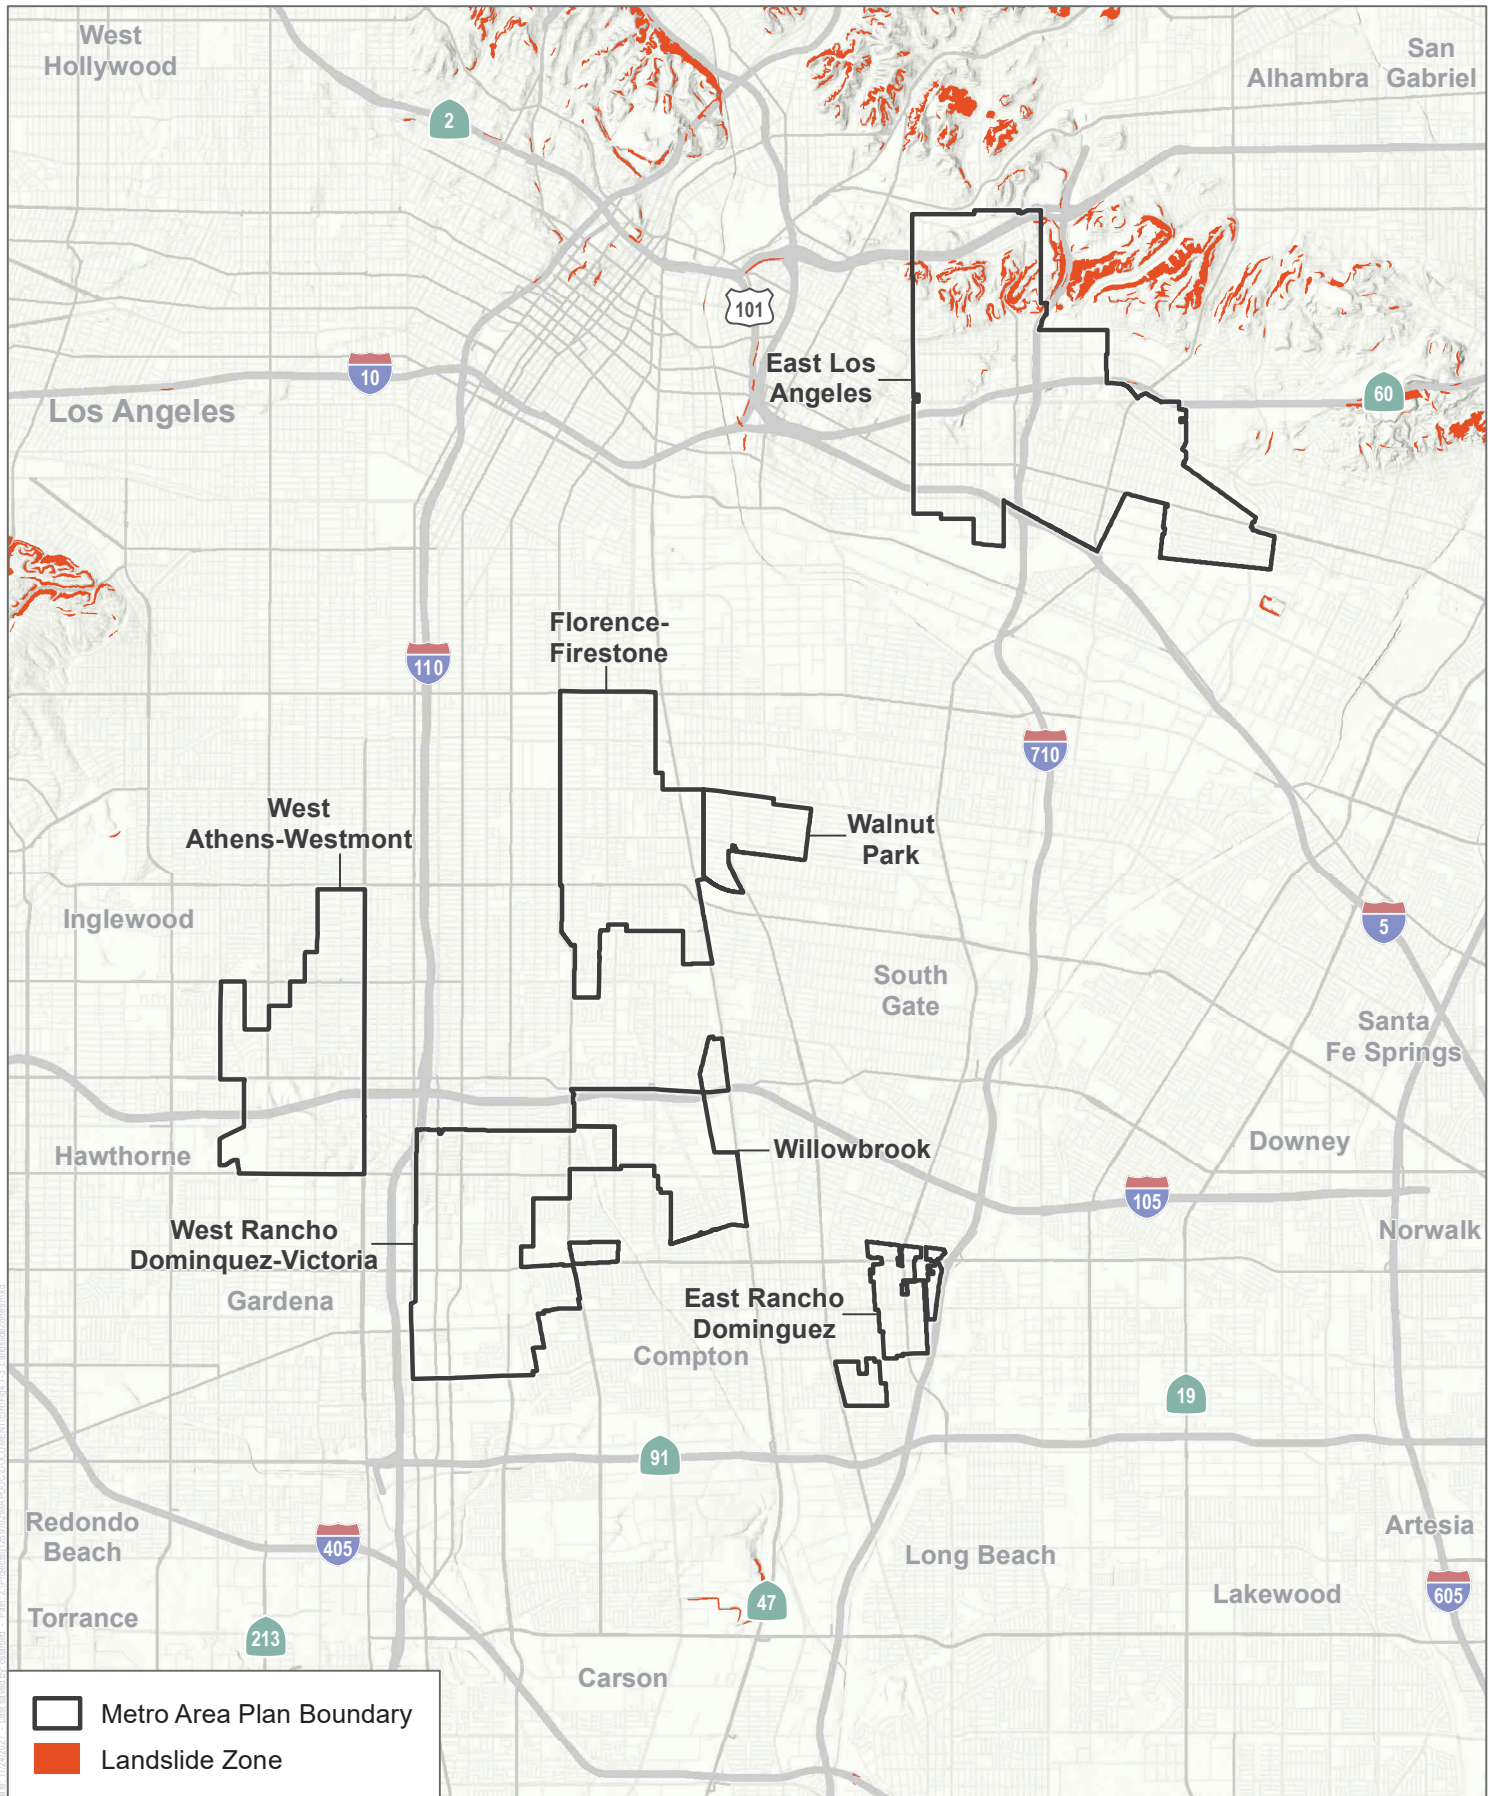 West
Hollywood
San
Alhambra Gabriel
2
101
East Los
Angeles
10
60
Los Angeles
Florence-
Firestone
110
710
West
Athens-Westmont
Walnut
Park
Inglewood
5
South
Gate
Santa
Fe Springs
Hawthorne
Willowbrook
Downey
105
West Rancho
Dominquez-Victoria
Norwalk
Gardena
East Rancho
Dominguez
Compton
19
91
Redondo
Beach
405
Artesia
Long Beach
Lakewood
605
47
Torrance
213
Carson
Metro Area Plan Boundary
Landslide Zone